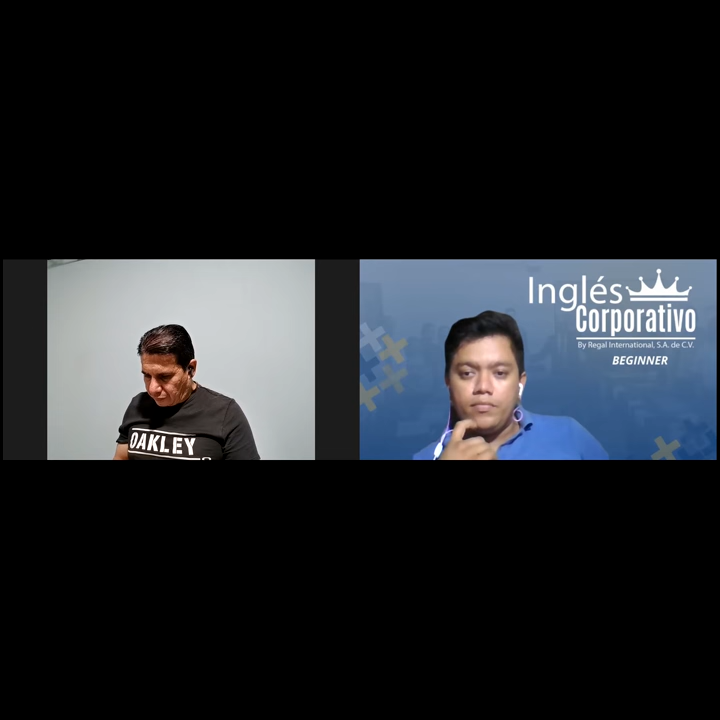 OAKLEY
Inglés
Corporativo
By Regal International, S.A. de C.V.
BEGINNER